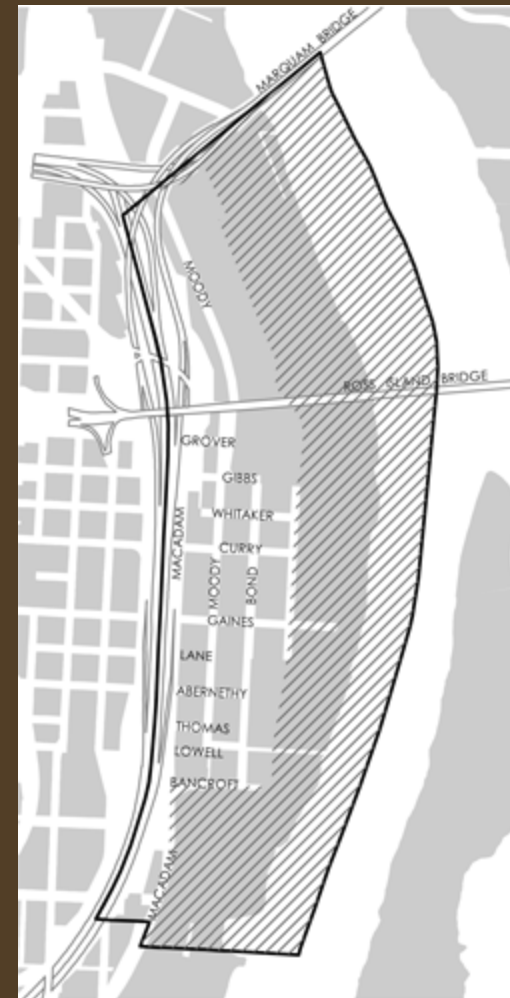 MARQUAM BRIDGE
MOODY
ROSS ISLAND BRIDGE
GROVER
GIBBS
WHITAKER
MACADAM
CURRY
MOODY
BOND
GAINES
LANE
ABERNETHY
THOMAS
LOWELL
BANCROFT
MACADAM